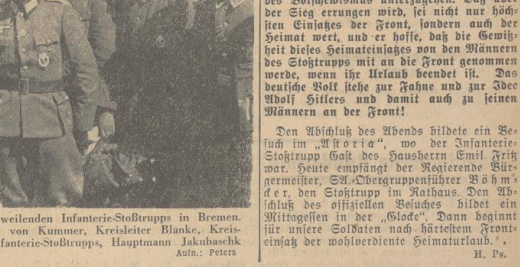 des Bolschewismus anzutragen. Daß aber
der Sieg errungen wird, sei nicht nur höch-
sten Einsatzes der Front, sondern auch der
Heimat wert, und er hoffe, daß die Gewiß-
heit dieses Heimateinsatzes von den Männern
des Stoßtrupps mit an die Front genommen
werde, wenn ihr Urlaub beendet ist. Das
deutsche Volk stehe zur Fahne und zur Idee
Adolf Hitlers und damit auch zu seinen
Männern an der Front!
Den Abschluß des Abends bildete ein Be-
such im „Astoria“, wo der Infanterie-
Stoßtrupp Gast des Hausherrn Emil Fritz
war. Heute empfängt der Regierende Bür-
germeister, SA.-Obergruppenführer Böhm-
cker, den Stoßtrupp im Rathaus. Den Ab-
schluß des offiziellen Besuches bildet ein
Mittagessen in der „Glocke“. Dann beginnt
für unsere Soldaten nach härtestem Front-
einsatz der wohlverdiente Heimaturlaub.
H. Ps.
weilenden Infanterie-Stoßtrupps in Bremen.
von Kummer, Kreisleiter Blanke, Kreis-
fanterie-Stoßtrupps, Hauptmann Jakubaschk
Aufn.: Peters